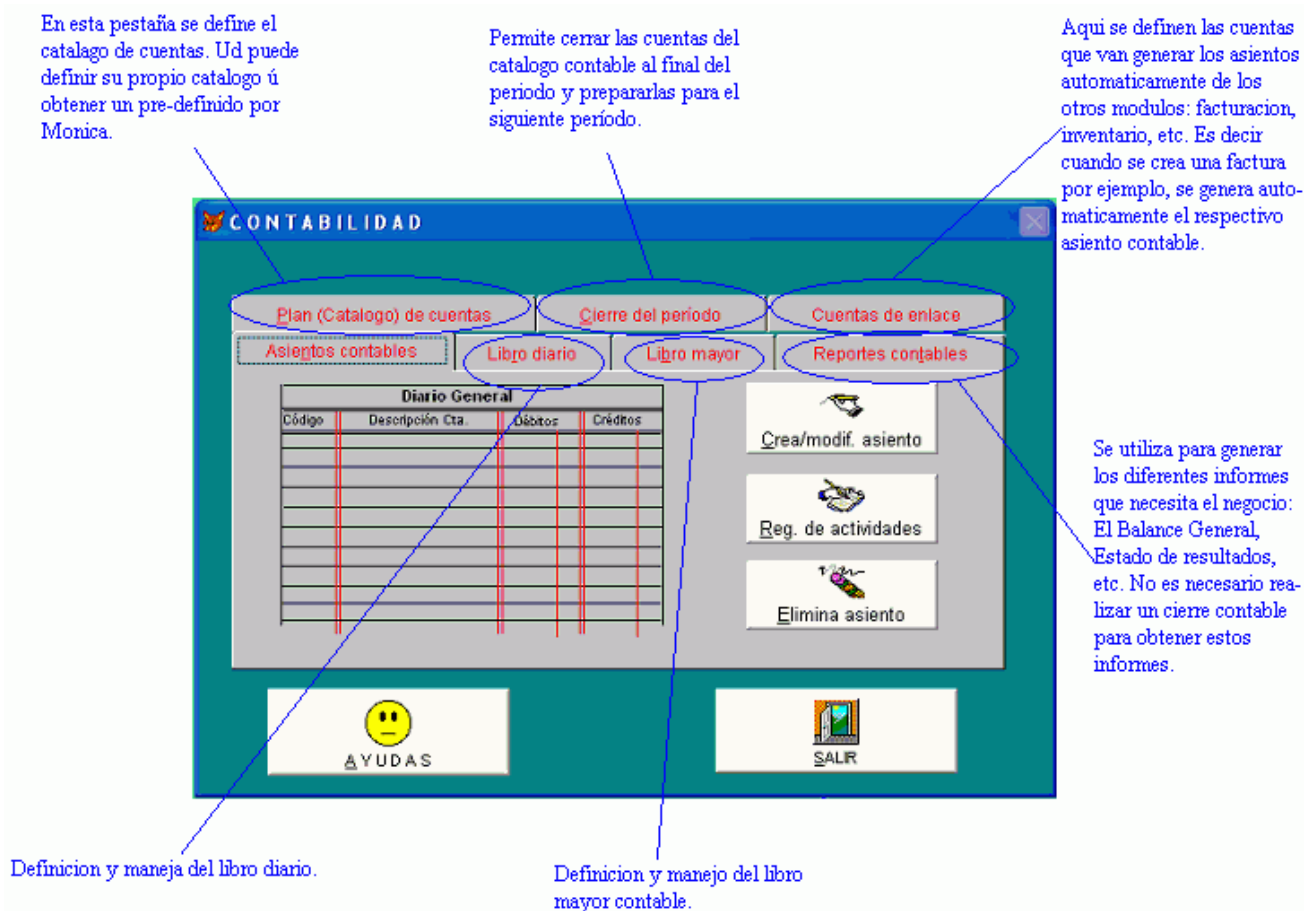 En esta pestaña se define el
catalago de cuentas. Ud puede
definir su propio catalogo ú
obtener un pre-definido por
Monica.
Permite cerrar las cuentas del
catalogo contable al final del
periodo y prepararlas para el
siguiente período.
Aqui se definen las cuentas
que van generar los asientos
automaticamente de los
otros modulos: facturacion,
inventario, etc. Es decir
cuando se crea una factura
por ejemplo, se genera auto-
maticamente el respectivo
asiento contable.
CONTABILIDAD
Plan (Catalogo) de cuentas
Cierre del período
Cuentas de enlace
Asientos contables
Libro diario
Libro mayor
Reportes contables
Diario General
Código Descripción Cta. Débitos Créditos
Crea/modif. asiento
Reg. de actividades
Elimina asiento
Se utiliza para generar
los diferentes informes
que necesita el negocio:
El Balance General,
Estado de resultados,
etc. No es necesario rea-
lizar un cierre contable
para obtener estos
informes.
AYUDAS
SALIR
Definicion y maneja del libro diario.
Definicion y manejo del libro
mayor contable.